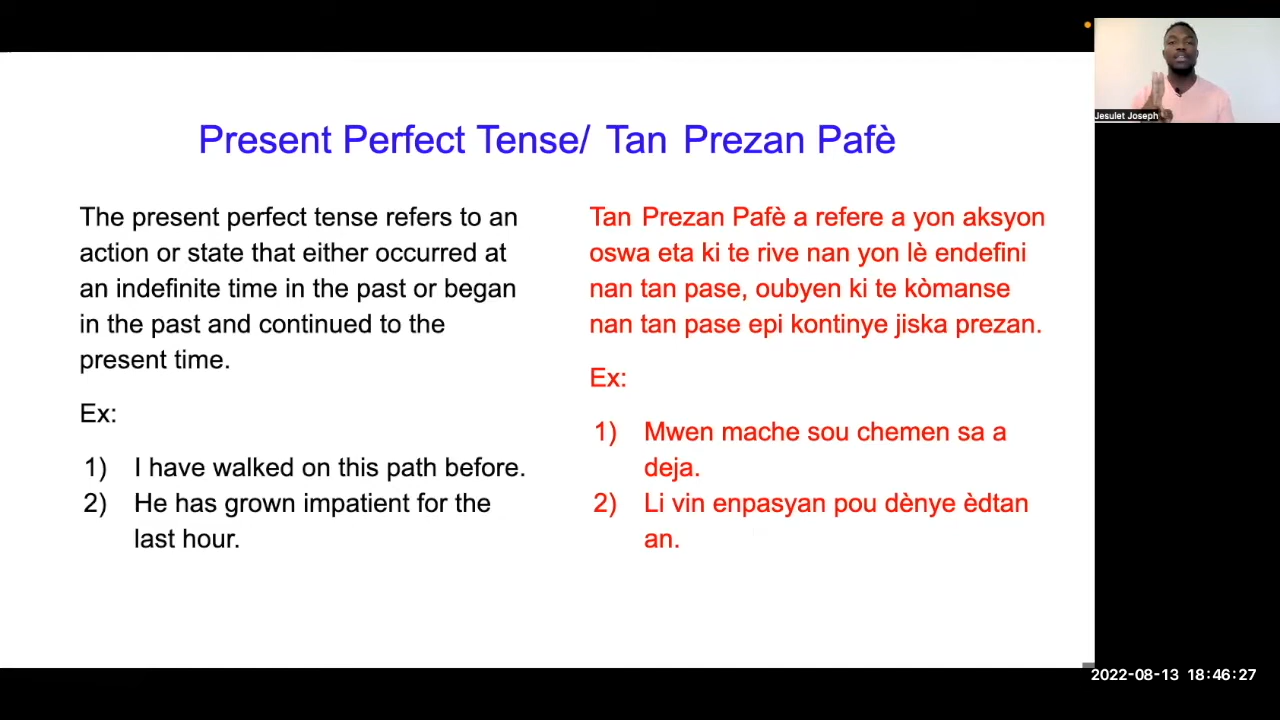 Present Perfect Tense/ Tan Prezan Pafè
The present perfect tense refers to an
action or state that either occurred at
an indefinite time in the past or began
in the past and continued to the
present time.
Ex:
1) I have walked on this path before.
2) He has grown impatient for the
last hour.
Tan Prezan Pafè a refere a yon aksyon
oswa eta ki te rive nan yon lè endefini
nan tan pase, oubyen ki te kòmanse
nan tan pase epi kontinye jiska prezan.
Ex:
1) Mwen mache sou chemen sa a
deja.
2) Li vin enpasyan pou dènye èdtan
an.
Jesulet Joseph
2022-08-13 18:46:27